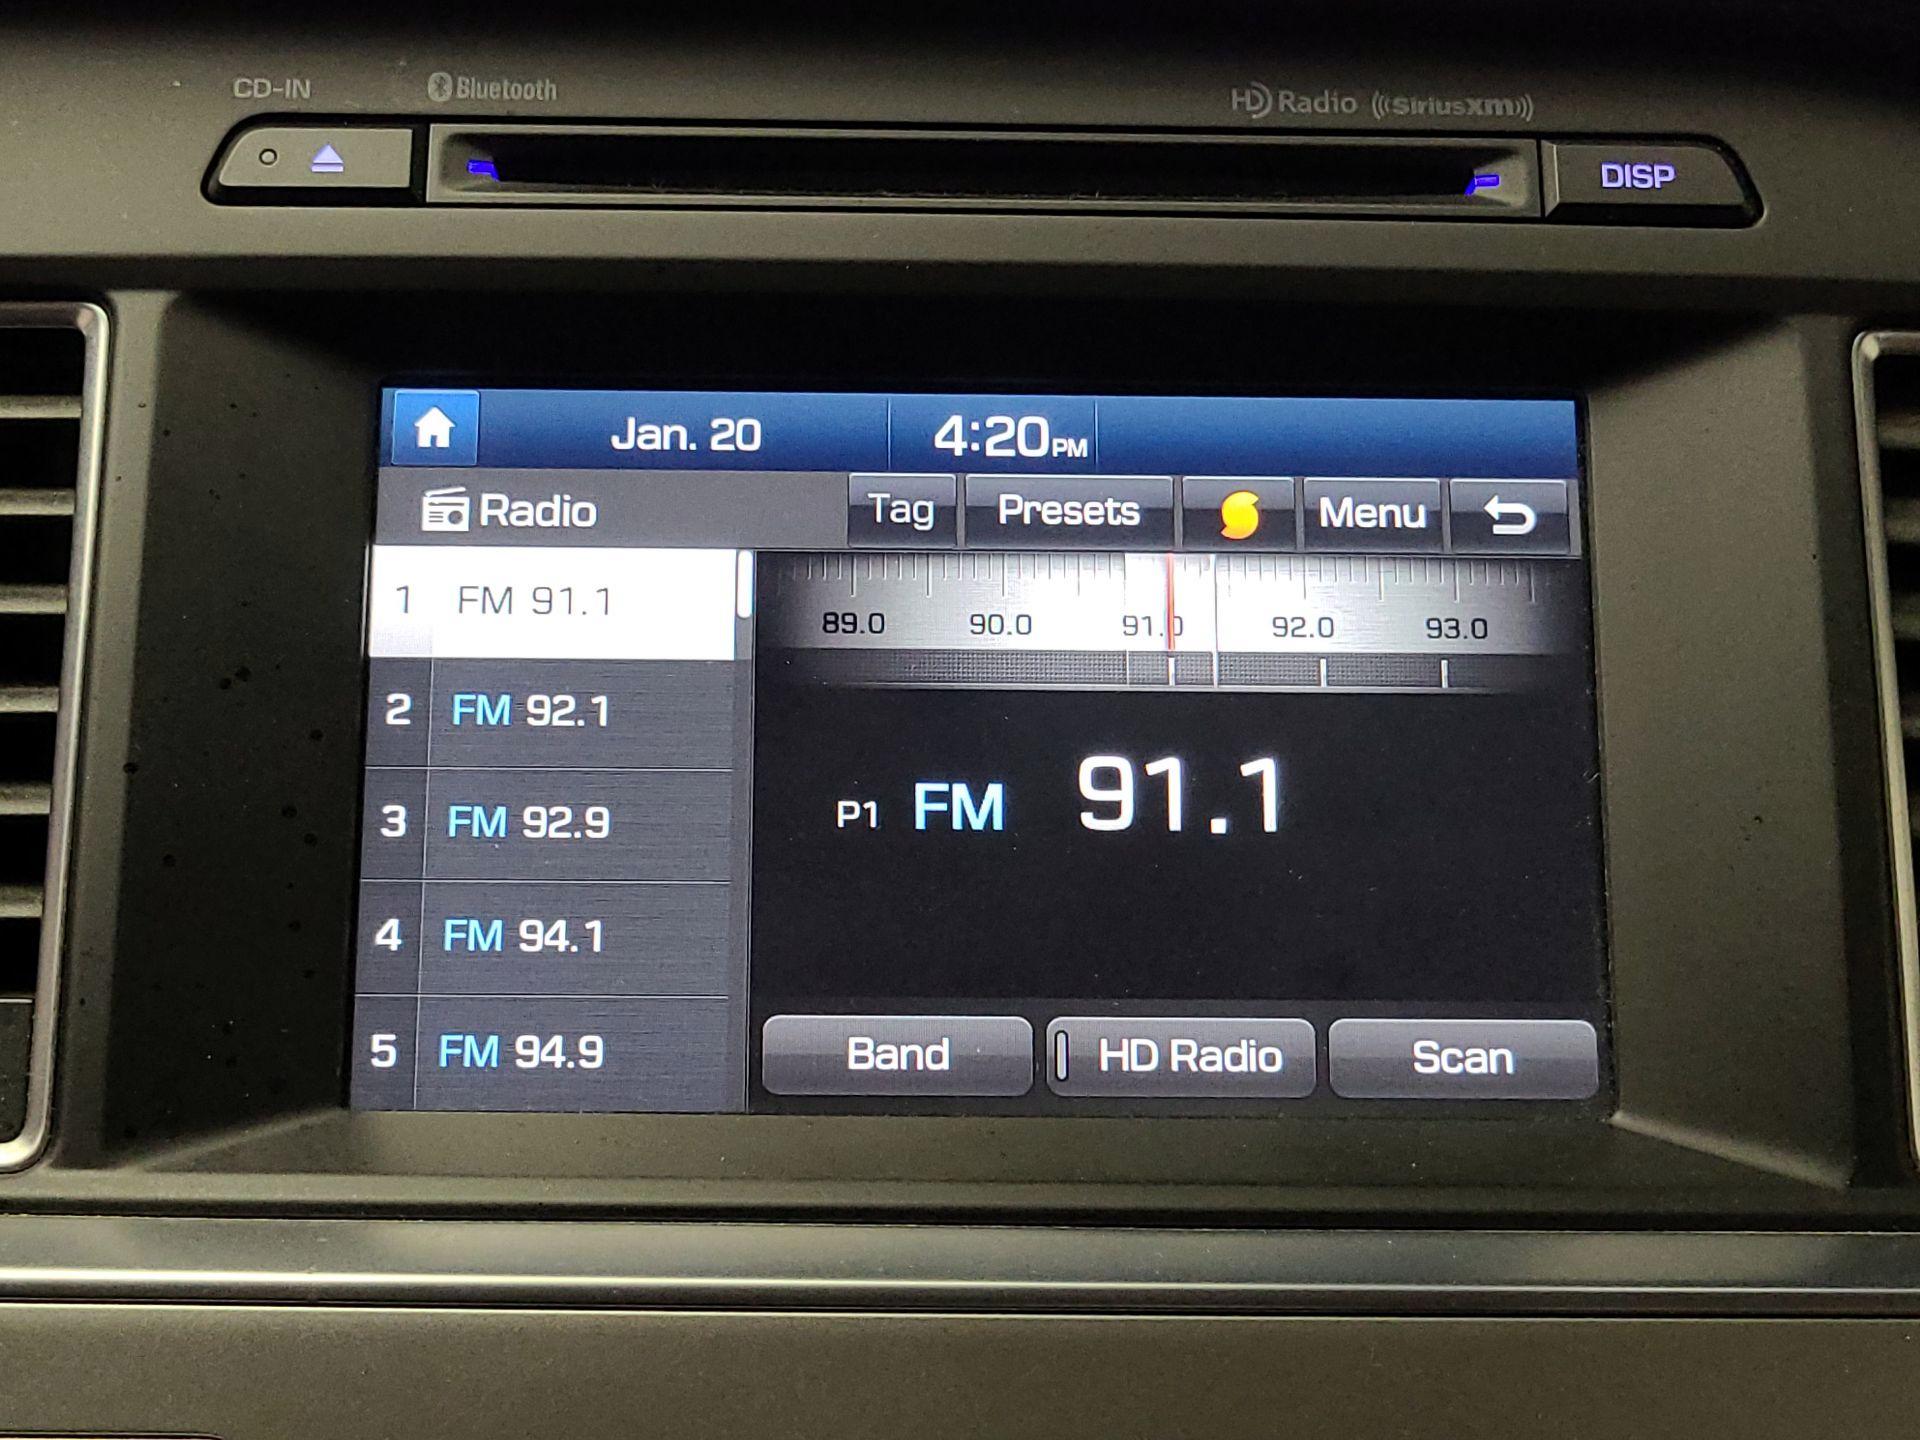 CD-IN Bluetooth HD Radio ((SiriusXM))
DISP
Jan. 20 4:20 PM
Radio Tag Presets Menu
1 FM 91.1
2 FM 92.1
3 FM 92.9
4 FM 94.1
5 FM 94.9
89.0 90.0 91.0 92.0 93.0
P1 FM 91.1
Band HD Radio Scan